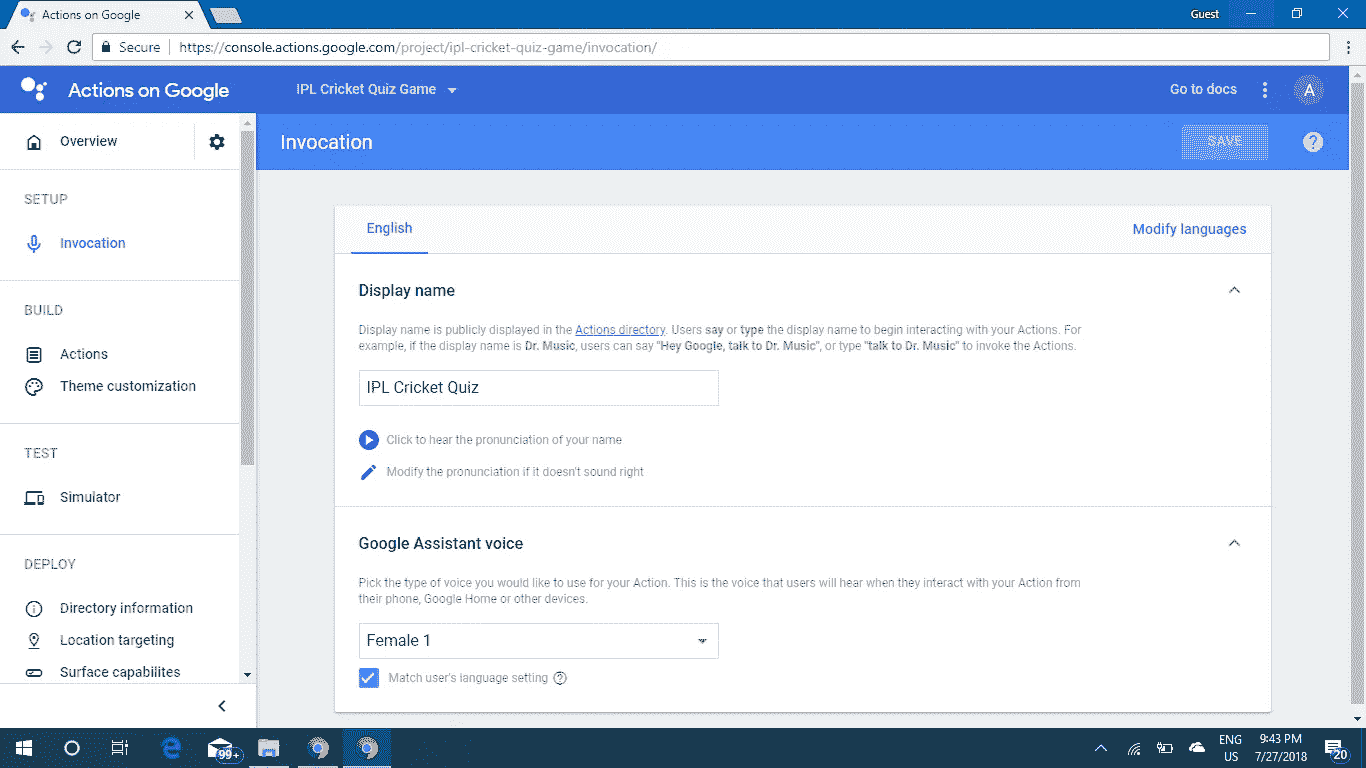 Actions on Google
Guest
Secure
https://console.actions.google.com/project/ipl-cricket-quiz-game/invocation/
Actions on Google
IPL Cricket Quiz Game
Go to docs
A
Overview
Invocation
SAVE
SETUP
Invocation
BUILD
Actions
Theme customization
TEST
Simulator
DEPLOY
Directory information
Location targeting
Surface capabilites
English
Modify languages
Display name
Display name is publicly displayed in the Actions directory. Users say or type the display name to begin interacting with your Actions. For
example, if the display name is Dr. Music, users can say "Hey Google, talk to Dr. Music", or type "talk to Dr. Music" to invoke the Actions.
IPL Cricket Quiz
Click to hear the pronunciation of your name
Modify the pronunciation if it doesn't sound right
Google Assistant voice
Pick the type of voice you would like to use for your Action. This is the voice that users will hear when they interact with your Action from
their phone, Google Home or other devices.
Female 1
Match user's language setting
99+
ENG
US
9:43 PM
7/27/2018
20